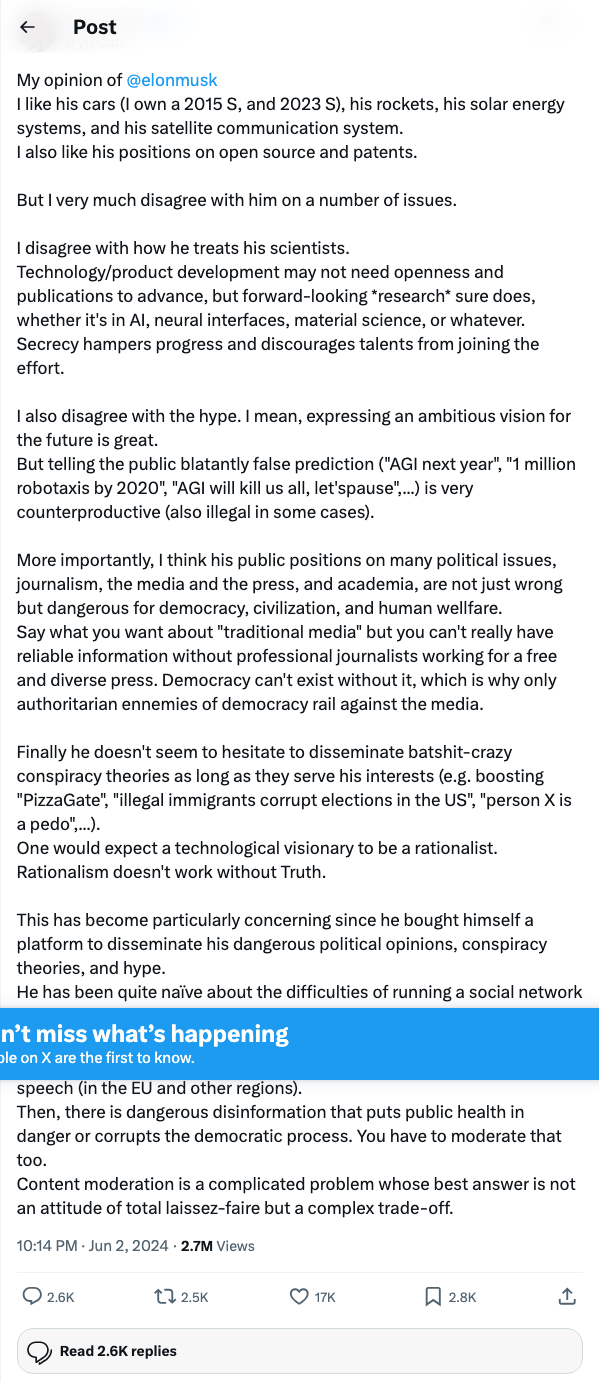 Post
My opinion of @elonmusk
I like his cars (I own a 2015 S, and 2023 S), his rockets, his solar energy
systems, and his satellite communication system.
I also like his positions on open source and patents.
But I very much disagree with him on a number of issues.
I disagree with how he treats his scientists.
Technology/product development may not need openness and
publications to advance, but forward-looking *research* sure does,
whether it's in AI, neural interfaces, material science, or whatever.
Secrecy hampers progress and discourages talents from joining the
effort.
I also disagree with the hype. I mean, expressing an ambitious vision for
the future is great.
But telling the public blatantly false prediction ("AGI next year", "1 million
robotaxis by 2020", "AGI will kill us all, let'spause",...) is very
counterproductive (also illegal in some cases).
More importantly, I think his public positions on many political issues,
journalism, the media and the press, and academia, are not just wrong
but dangerous for democracy, civilization, and human wellfare.
Say what you want about "traditional media" but you can't really have
reliable information without professional journalists working for a free
and diverse press. Democracy can't exist without it, which is why only
authoritarian ennemies of democracy rail against the media.
Finally he doesn't seem to hesitate to disseminate batshit-crazy
conspiracy theories as long as they serve his interests (e.g. boosting
"PizzaGate", "illegal immigrants corrupt elections in the US", "person X is
a pedo",...).
One would expect a technological visionary to be a rationalist.
Rationalism doesn't work without Truth.
This has become particularly concerning since he bought himself a
platform to disseminate his dangerous political opinions, conspiracy
theories, and hype.
He has been quite naïve about the difficulties of running a social network
n't miss what's happening
ple on X are the first to know.
speech (in the EU and other regions).
Then, there is dangerous disinformation that puts public health in
danger or corrupts the democratic process. You have to moderate that
too.
Content moderation is a complicated problem whose best answer is not
an attitude of total laissez-faire but a complex trade-off.
10:14 PM · Jun 2, 2024 · 2.7M Views
2.6K 2.5K 17K 2.8K
Read 2.6K replies